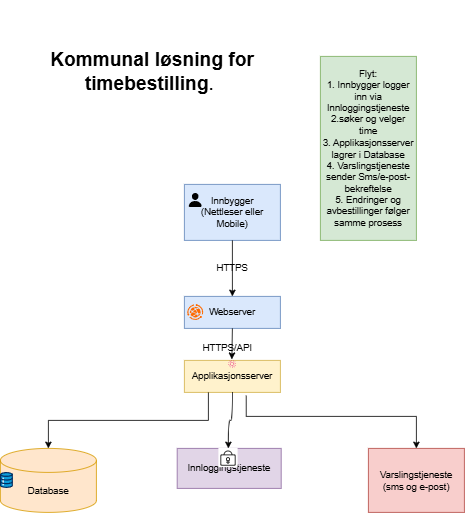 Kommunal løsning for
timebestilling.
Flyt:
1. Innbygger logger
inn via
Innloggingstjeneste
2.søker og velger
time
3. Applikasjonsserver
lagrer i Database
4. Varslingstjeneste
sender Sms/e-post-
bekreftelse
5. Endringer og
avbestillinger følger
samme prosess
Innbygger
(Nettleser eller
Mobile)
HTTPS
Webserver
HTTPS/API
Applikasjonsserver
Database
Innloggingstjeneste
Varslingstjeneste
(sms og e-post)